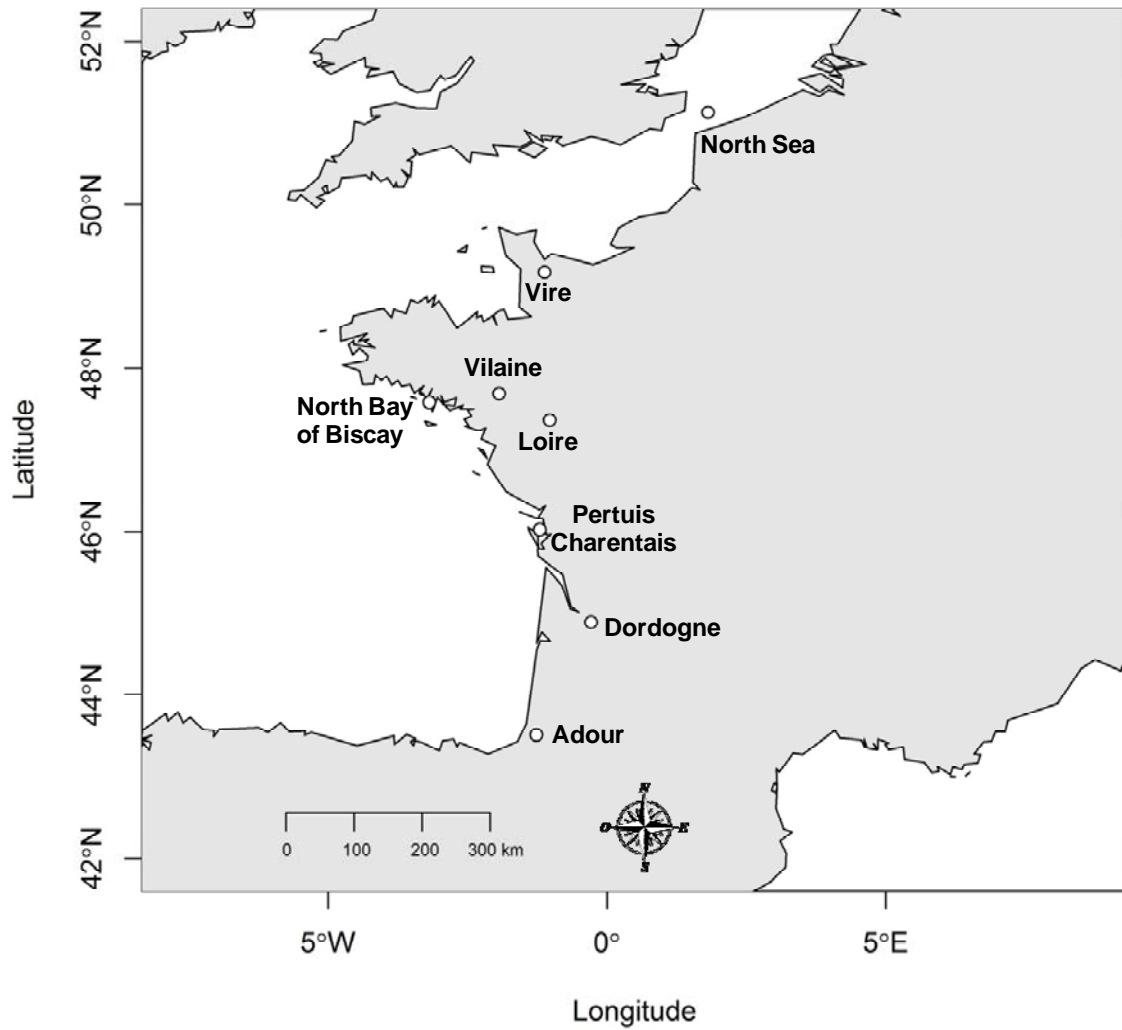 52°N
50°N
48°N
46°N
44°N
42°N
Latitude
North Sea
Vire
Vilaine
North Bay
of Biscay
Loire
Pertuis
Charentais
Dordogne
Adour
N
O
E
S
0
100
200
300 km
5°W
0°
5°E
Longitude